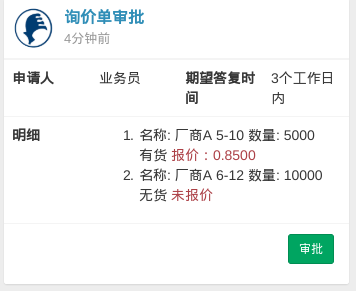 询价单审批
4分钟前
申请人 业务员 期望答复时 3个工作日
间 内
明细 1. 名称: 厂商A 5-10 数量: 5000
有货 报价：0.8500
2. 名称: 厂商A 6-12 数量: 10000
无货 未报价
审批